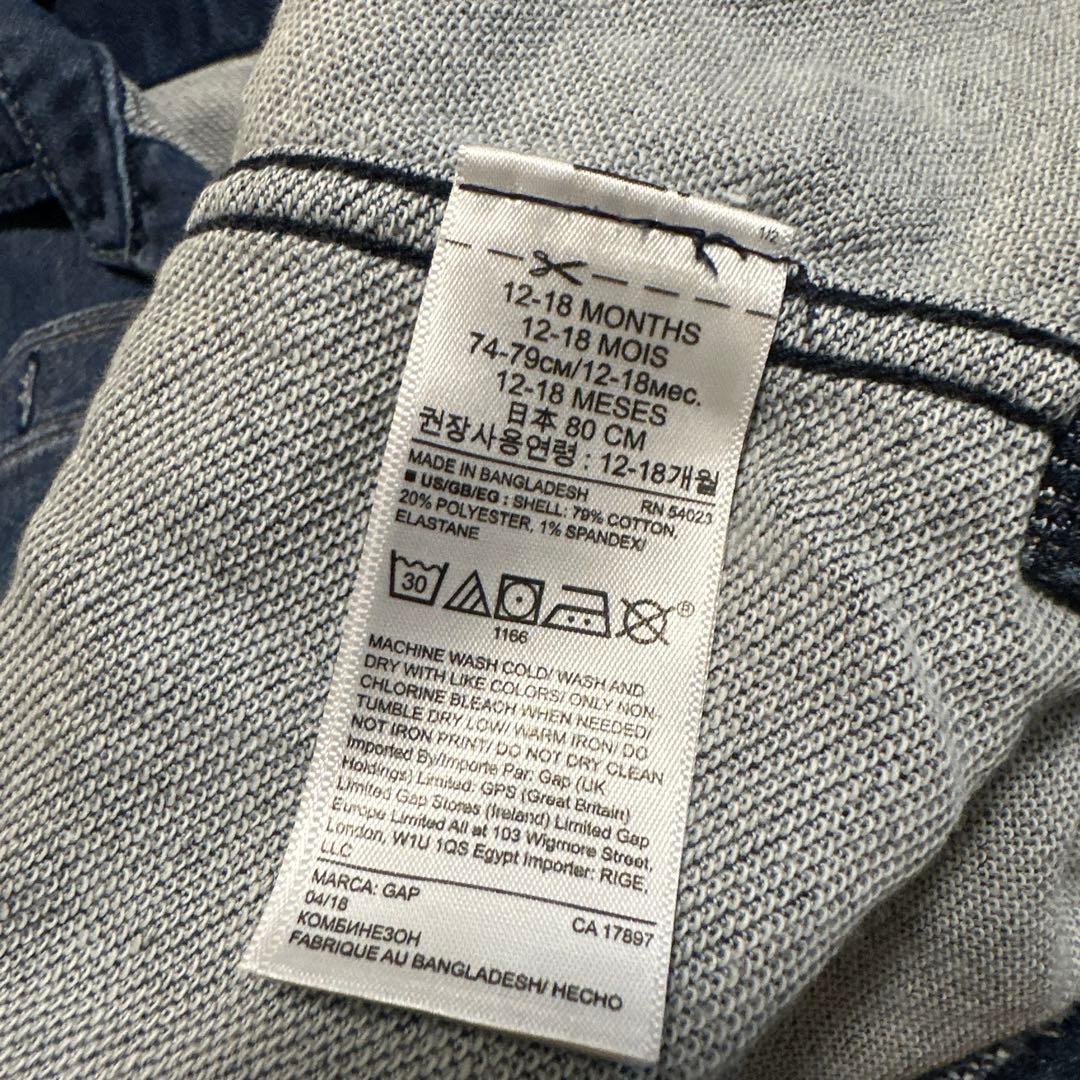 1/2
12-18 MONTHS
12-18 MOIS
74-79см/12-18мес.
12-18 MESES
日本 80 CM
권장사용연령 : 12-18개월
MADE IN BANGLADESH RN 54023
■ US/GB/EG : SHELL: 79% COTTON,
20% POLYESTER, 1% SPANDEX/
ELASTANE
30
®
1166
MACHINE WASH COLD/ WASH AND
DRY WITH LIKE COLORS/ ONLY NON-
CHLORINE BLEACH WHEN NEEDED/
TUMBLE DRY LOW/ WARM IRON/ DO
NOT IRON PRINT/ DO NOT DRY CLEAN
Imported By/Importe Par: Gap (UK
Holdings) Limited: GPS (Great Britain)
Limited Gap Stores (Ireland) Limited Gap
Europe Limited All at 103 Wigmore Street,
London, W1U 1QS Egypt Importer: RIGE,
LLC
MARCA: GAP
04/18 CA 17897
КОМБИНЕЗОН
FABRIQUE AU BANGLADESH/ HECHO